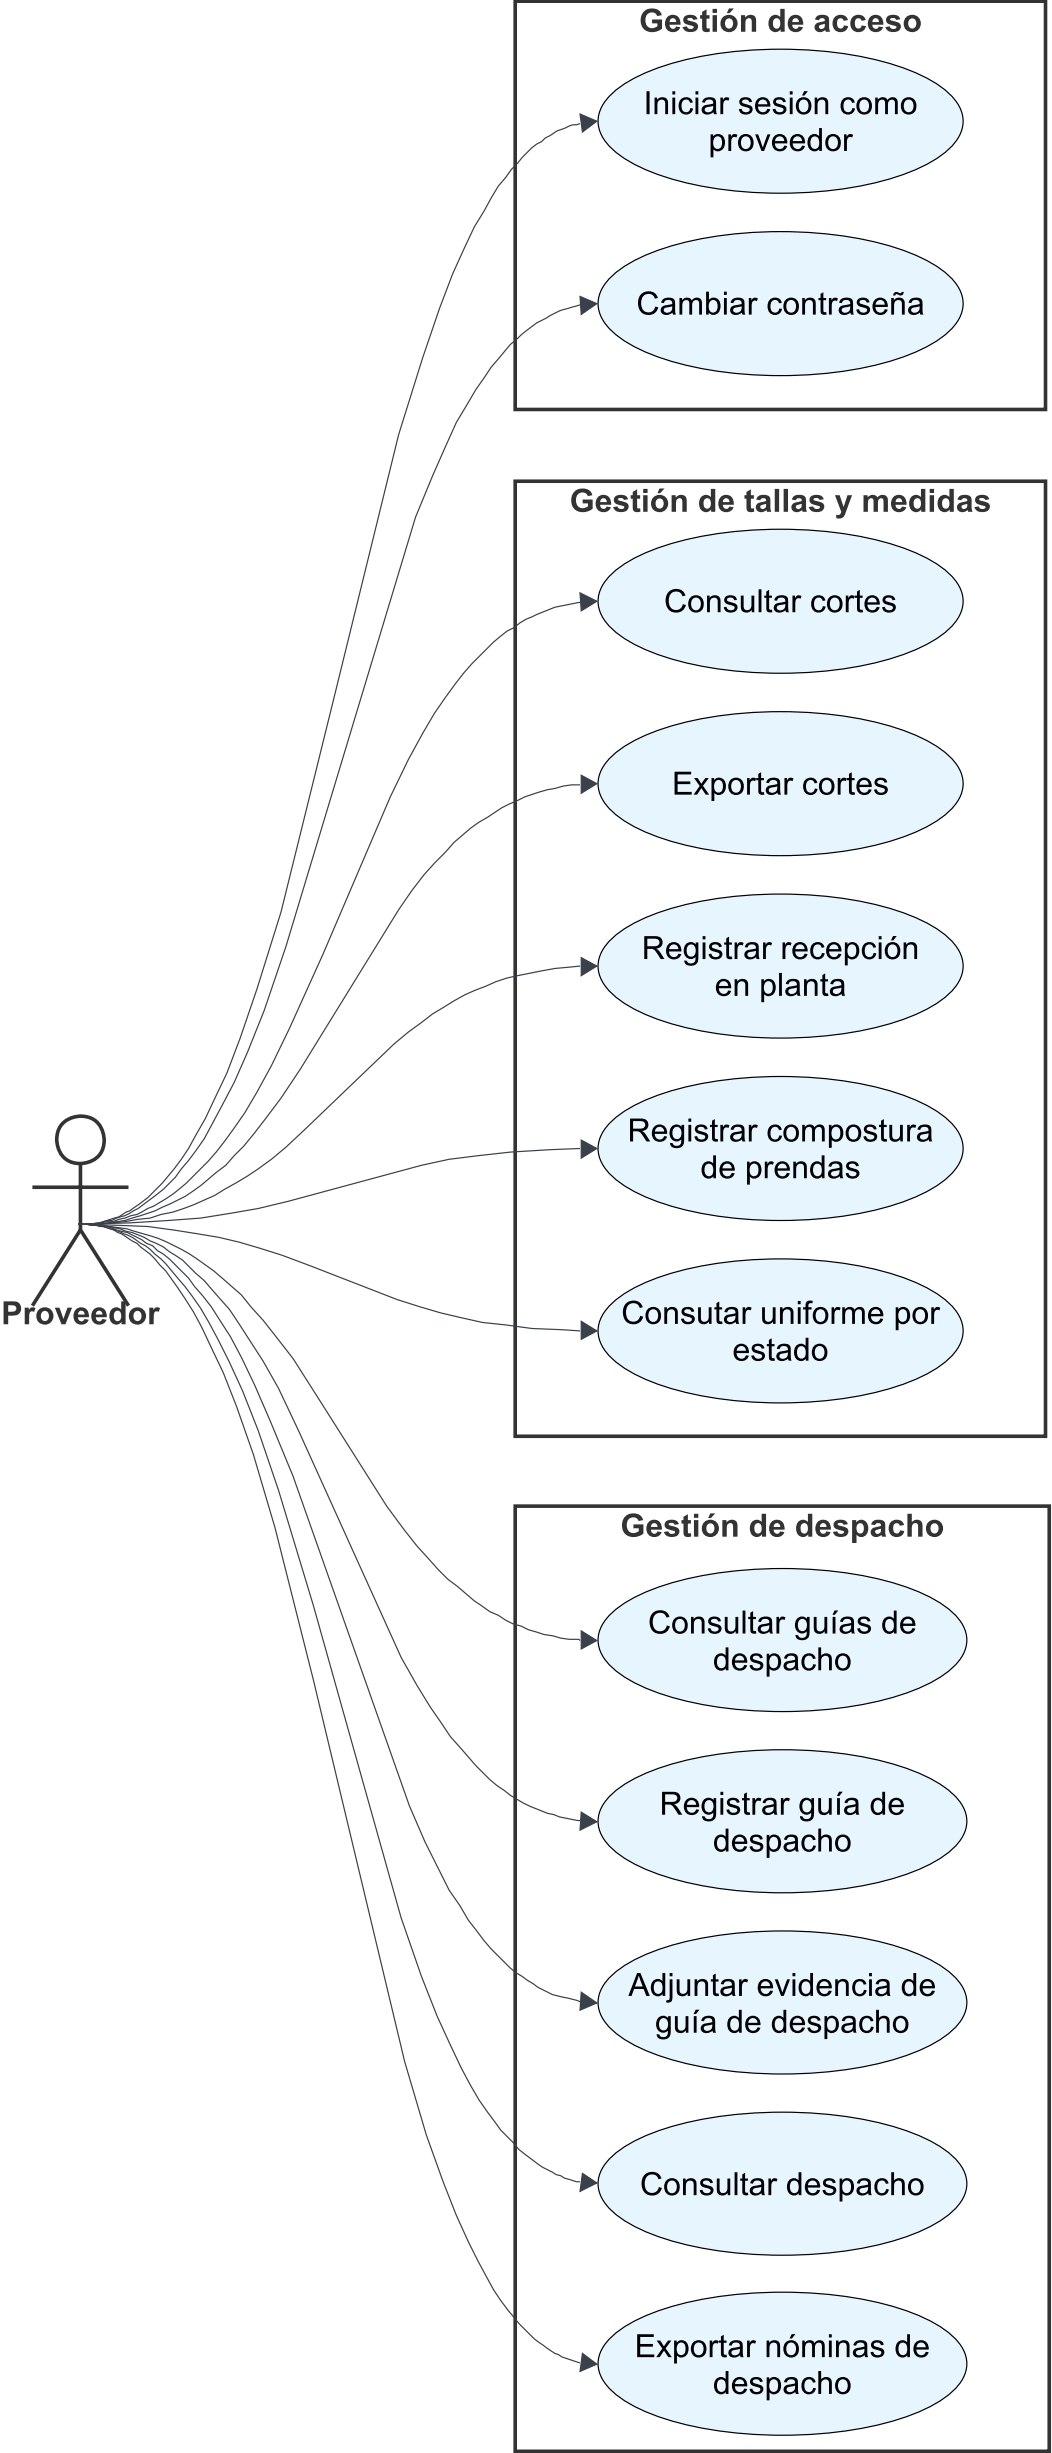 Gestión de acceso
Iniciar sesión como
proveedor
Cambiar contraseña
Gestión de tallas y medidas
Consultar cortes
Exportar cortes
Registrar recepción
en planta
Registrar compostura
de prendas
Proveedor
Consutar uniforme por
estado
Gestión de despacho
Consultar guías de
despacho
Registrar guía de
despacho
Adjuntar evidencia de
guía de despacho
Consultar despacho
Exportar nóminas de
despacho